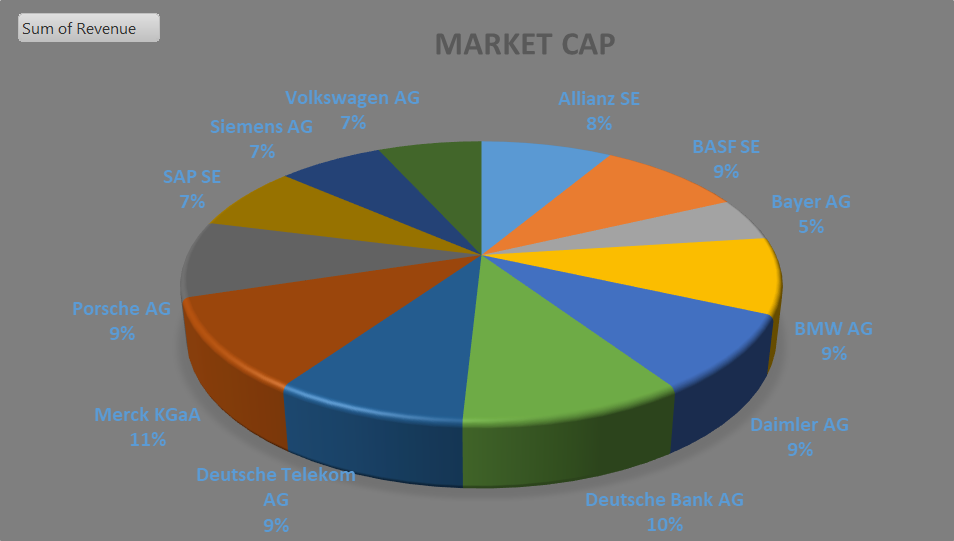 Sum of Revenue
MARKET CAP
Volkswagen AG
7%
Allianz SE
8%
Siemens AG
7%
BASF SE
9%
SAP SE
7%
Bayer AG
5%
Porsche AG
9%
BMW AG
9%
Merck KGaA
11%
Daimler AG
9%
Deutsche Telekom
AG
9%
Deutsche Bank AG
10%